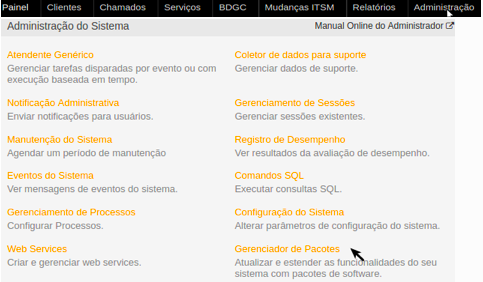 Painel Clientes Chamados Serviços BDGC Mudanças ITSM Relatórios Administração
Administração do Sistema Manual Online do Administrador
Atendente Genérico
Gerenciar tarefas disparadas por evento ou com
execução baseada em tempo.
Coletor de dados para suporte
Gerenciar dados de suporte.
Notificação Administrativa
Enviar notificações para usuários.
Gerenciamento de Sessões
Gerenciar sessões existentes.
Manutenção do Sistema
Agendar um período de manutenção
Registro de Desempenho
Ver resultados da avaliação de desempenho.
Eventos do Sistema
Ver mensagens de eventos do sistema.
Comandos SQL
Executar consultas SQL.
Gerenciamento de Processos
Configurar Processos.
Configuração do Sistema
Alterar parâmetros de configuração do sistema.
Web Services
Criar e gerenciar web services.
Gerenciador de Pacotes
Atualizar e estender as funcionalidades do seu
sistema com pacotes de software.